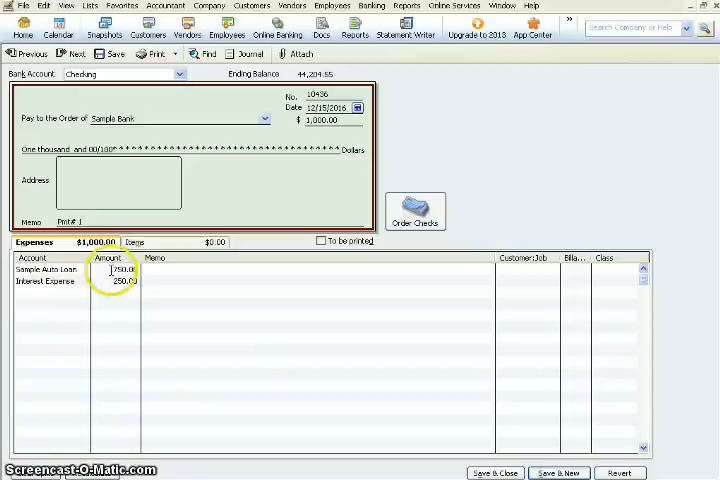 File Edit View Lists Favorites Accountant Company Customers Vendors Employees Banking Reports Online Services Window Help
Home Calendar Snapshots Customers Vendors Employees Online Banking Docs Reports Statement Writer Upgrade to 2013 App Center » Search Company or Help
Previous Next Save Print Find Journal Attach
Bank Account Checking Ending Balance 44,204.55
No. 10436
Date 12/15/2016
Pay to the Order of Sample Bank $ 1,000.00
One thousand and 00/100* * * * * * * * * * * * * * * * * * * * * * * * * * * * * * * * * * * * * Dollars
Address
Order Checks
Memo Pmt# 1
Expenses $1,000.00 Items $0.00 To be printed
Account Amount Memo Customer:Job Billa... Class
Sample Auto Loan 750.00
Interest Expense 250.00
Screencast-O-Matic.com
Save & Close Save & New Revert